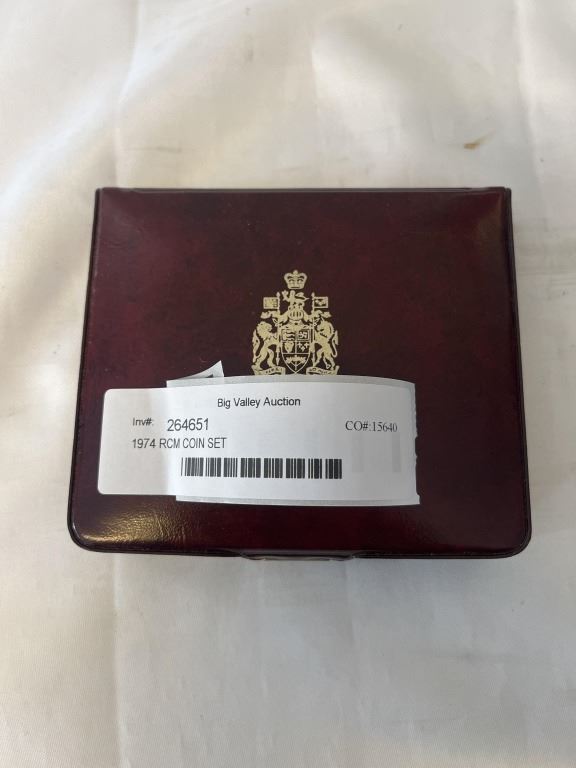 Big Valley Auction
Inv#: 264651 CO#:15640
1974 RCM COIN SET